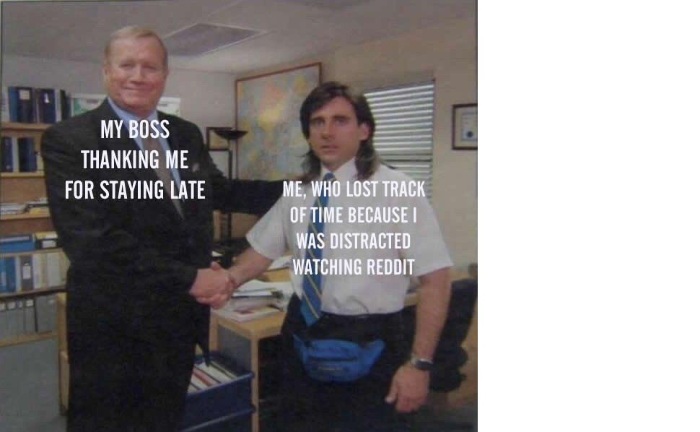 MY BOSS
THANKING ME
FOR STAYING LATE
ME, WHO LOST TRACK
OF TIME BECAUSE I
WAS DISTRACTED
WATCHING REDDIT